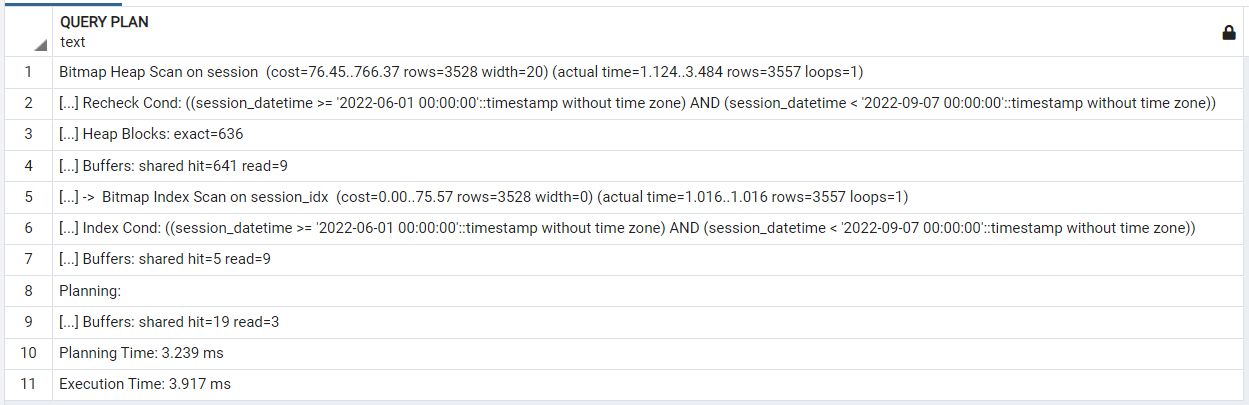 QUERY PLAN
text
1 Bitmap Heap Scan on session (cost=76.45..766.37 rows=3528 width=20) (actual time=1.124..3.484 rows=3557 loops=1)
2 [...] Recheck Cond: ((session_datetime >= '2022-06-01 00:00:00'::timestamp without time zone) AND (session_datetime < '2022-09-07 00:00:00'::timestamp without time zone))
3 [...] Heap Blocks: exact=636
4 [...] Buffers: shared hit=641 read=9
5 [...] -> Bitmap Index Scan on session_idx (cost=0.00..75.57 rows=3528 width=0) (actual time=1.016..1.016 rows=3557 loops=1)
6 [...] Index Cond: ((session_datetime >= '2022-06-01 00:00:00'::timestamp without time zone) AND (session_datetime < '2022-09-07 00:00:00'::timestamp without time zone))
7 [...] Buffers: shared hit=5 read=9
8 Planning:
9 [...] Buffers: shared hit=19 read=3
10 Planning Time: 3.239 ms
11 Execution Time: 3.917 ms